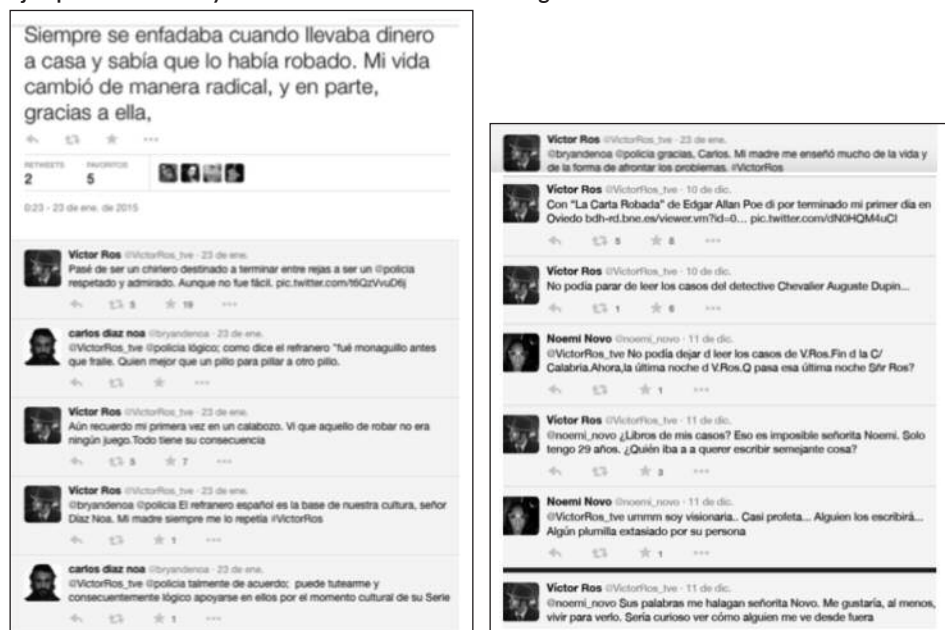 Siempre se enfadaba cuando llevaba dinero
a casa y sabía que lo había robado. Mi vida
cambió de manera radical, y en parte,
gracias a ella,
RETWEETS FAVORITOS
2 5
0:23 - 23 de ene. de 2015
Víctor Ros @VictorRos_tve · 23 de ene.
Pasé de ser un chirlero destinado a terminar entre rejas a ser un @policia
respetado y admirado. Aunque no fue fácil. pic.twitter.com/t6QzVvuD6j
5 19
carlos diaz noa @bryandenoa · 23 de ene.
@VictorRos_tve @policia lógico; como dice el refranero "fué monaguillo antes
que fraile. Quien mejor que un pillo para pillar a otro pillo.
Víctor Ros @VictorRos_tve · 23 de ene.
Aún recuerdo mi primera vez en un calabozo. Vi que aquello de robar no era
ningún juego.Todo tiene su consecuencia
5 7
Víctor Ros @VictorRos_tve · 23 de ene.
@bryandenoa @policia El refranero español es la base de nuestra cultura, señor
Díaz Noa. Mi madre siempre me lo repetía #VictorRos
1
carlos diaz noa @bryandenoa · 23 de ene.
@VictorRos_tve @policia talmente de acuerdo; puede tutearme y
consecuentemente lógico apoyarse en ellos por el momento cultural de su Serie
1
Víctor Ros @VictorRos_tve · 23 de ene.
@bryandenoa @policia gracias, Carlos. Mi madre me enseñó mucho de la vida y
de la forma de afrontar los problemas. #VictorRos
Víctor Ros @VictorRos_tve · 10 de dic.
Con "La Carta Robada" de Edgar Allan Poe di por terminado mi primer día en
Oviedo bdh-rd.bne.es/viewer.vm?id=0... pic.twitter.com/dN0HQM4uCl
5 8
Víctor Ros @VictorRos_tve · 10 de dic.
No podía parar de leer los casos del detective Chevalier Auguste Dupin...
1 6
Noemi Novo @noemi_novo · 11 de dic.
@VictorRos_tve No podía dejar d leer los casos de V.Ros.Fin d la C/
Calabria.Ahora,la última noche d V.Ros.Q pasa esa última noche Sñr Ros?
1
Víctor Ros @VictorRos_tve · 11 de dic.
@noemi_novo ¿Libros de mis casos? Eso es imposible señorita Noemi. Solo
tengo 29 años. ¿Quién iba a a querer escribir semejante cosa?
3
Noemi Novo @noemi_novo · 11 de dic.
@VictorRos_tve ummm soy visionaria.. Casi profeta... Alguien los escribirá...
Algún plumilla extasiado por su persona
1
Víctor Ros @VictorRos_tve · 11 de dic.
@noemi_novo Sus palabras me halagan señorita Novo. Me gustaría, al menos,
vivir para verlo. Sería curioso ver cómo alguien me ve desde fuera